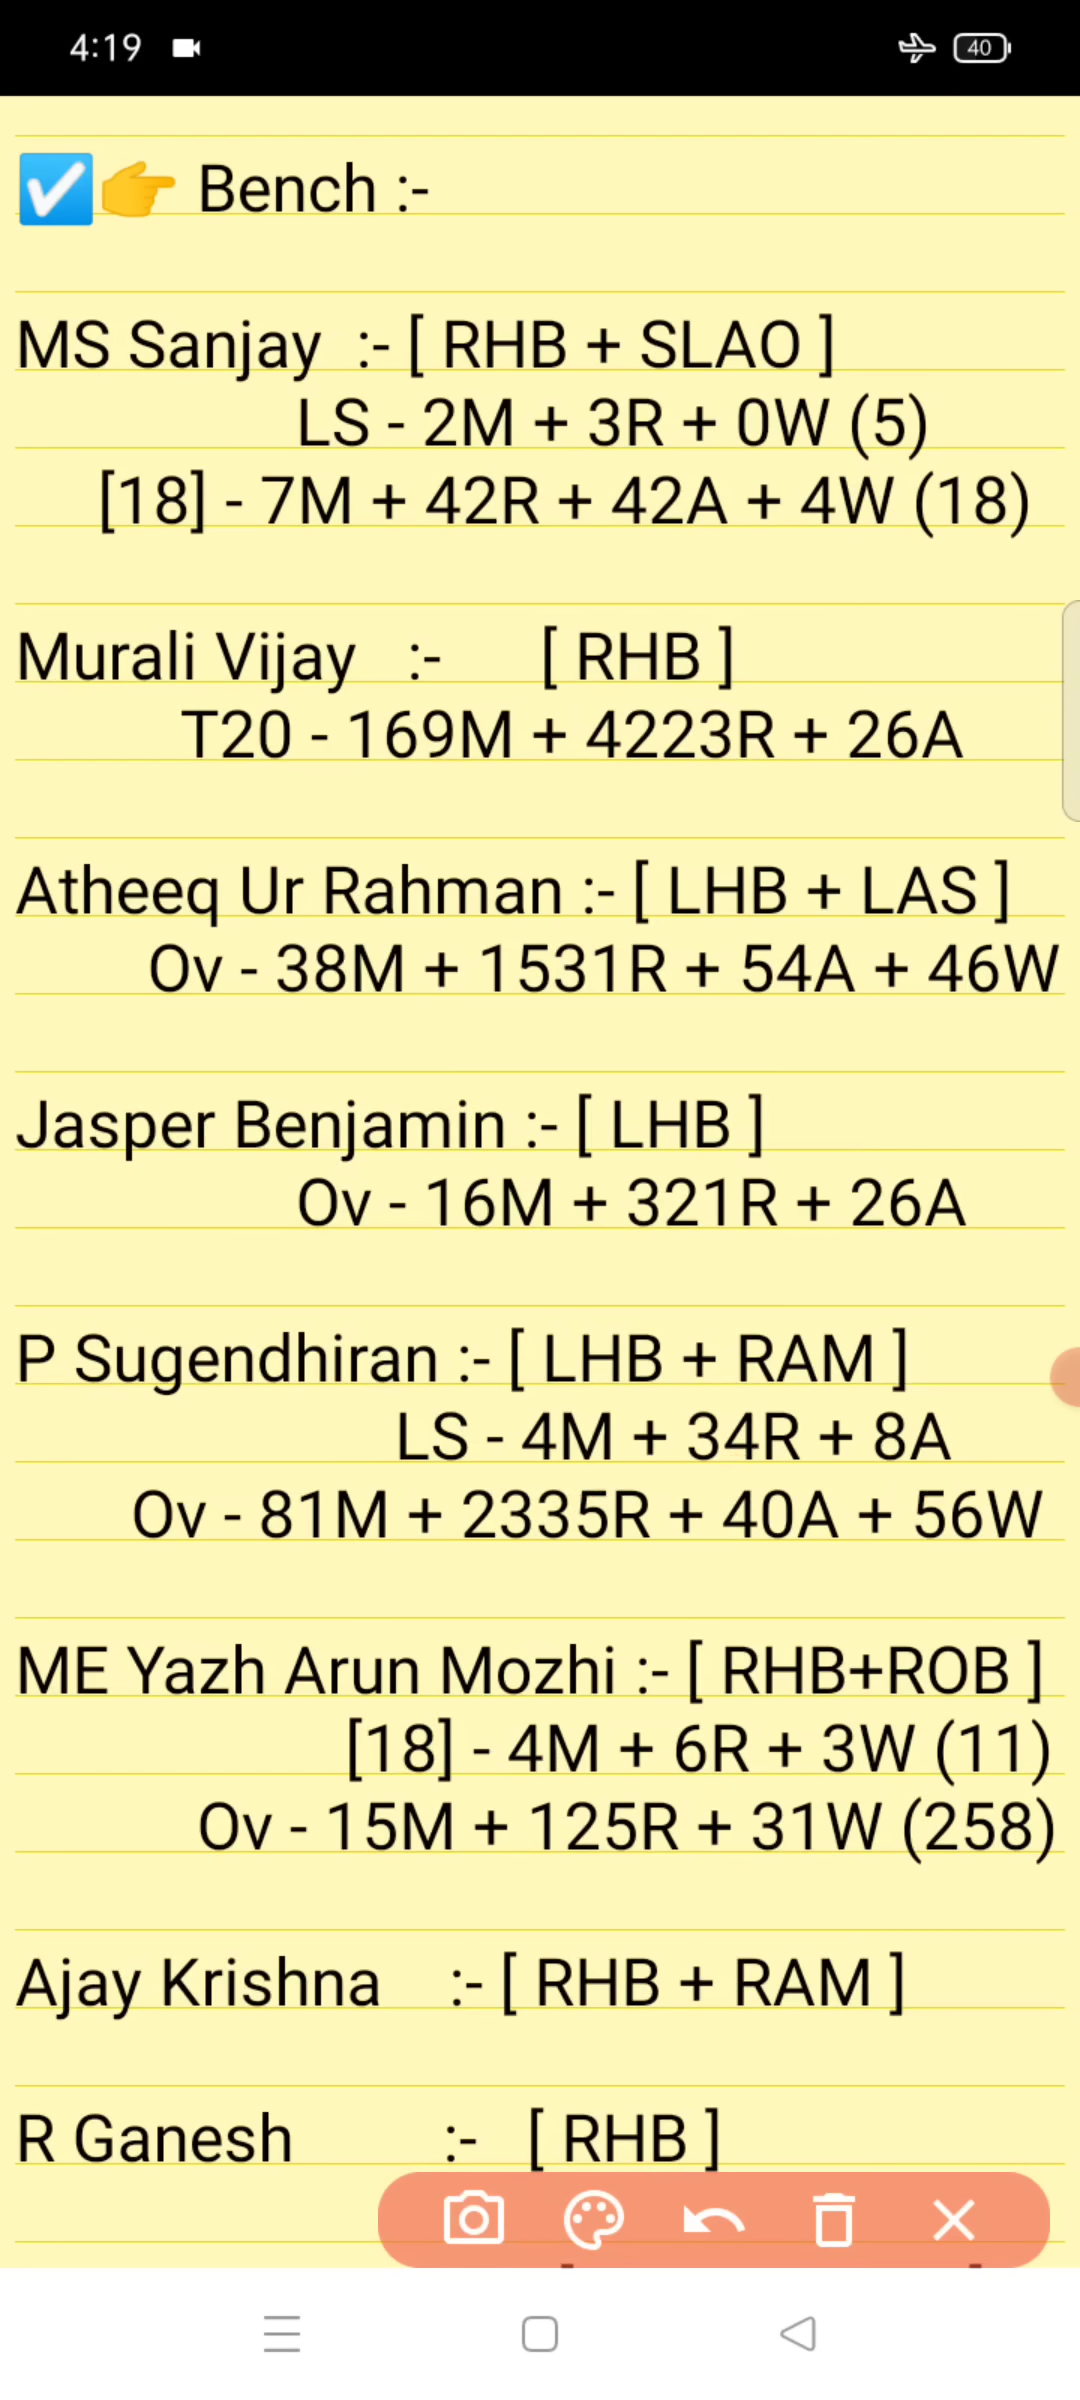 4:19
40
☑️👉 Bench :-
MS Sanjay :- [ RHB + SLAO ]
LS - 2M + 3R + 0W (5)
[18] - 7M + 42R + 42A + 4W (18)
Murali Vijay :- [ RHB ]
T20 - 169M + 4223R + 26A
Atheeq Ur Rahman :- [ LHB + LAS ]
Ov - 38M + 1531R + 54A + 46W
Jasper Benjamin :- [ LHB ]
Ov - 16M + 321R + 26A
P Sugendhiran :- [ LHB + RAM ]
LS - 4M + 34R + 8A
Ov - 81M + 2335R + 40A + 56W
ME Yazh Arun Mozhi :- [ RHB+ROB ]
[18] - 4M + 6R + 3W (11)
Ov - 15M + 125R + 31W (258)
Ajay Krishna :- [ RHB + RAM ]
R Ganesh :- [ RHB ]